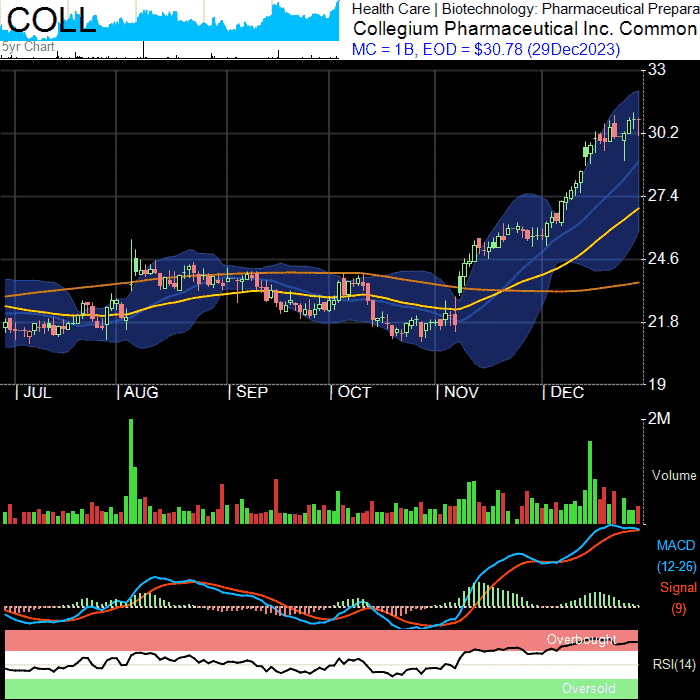 COLL
5yr Chart
Health Care | Biotechnology: Pharmaceutical Prepara
Collegium Pharmaceutical Inc. Common
MC = 1B, EOD = $30.78 (29Dec2023)
33
30.2
27.4
24.6
21.8
19
JUL
AUG
SEP
OCT
NOV
DEC
2M
Volume
MACD
(12-26)
Signal
(9)
Overbought
RSI(14)
Oversold